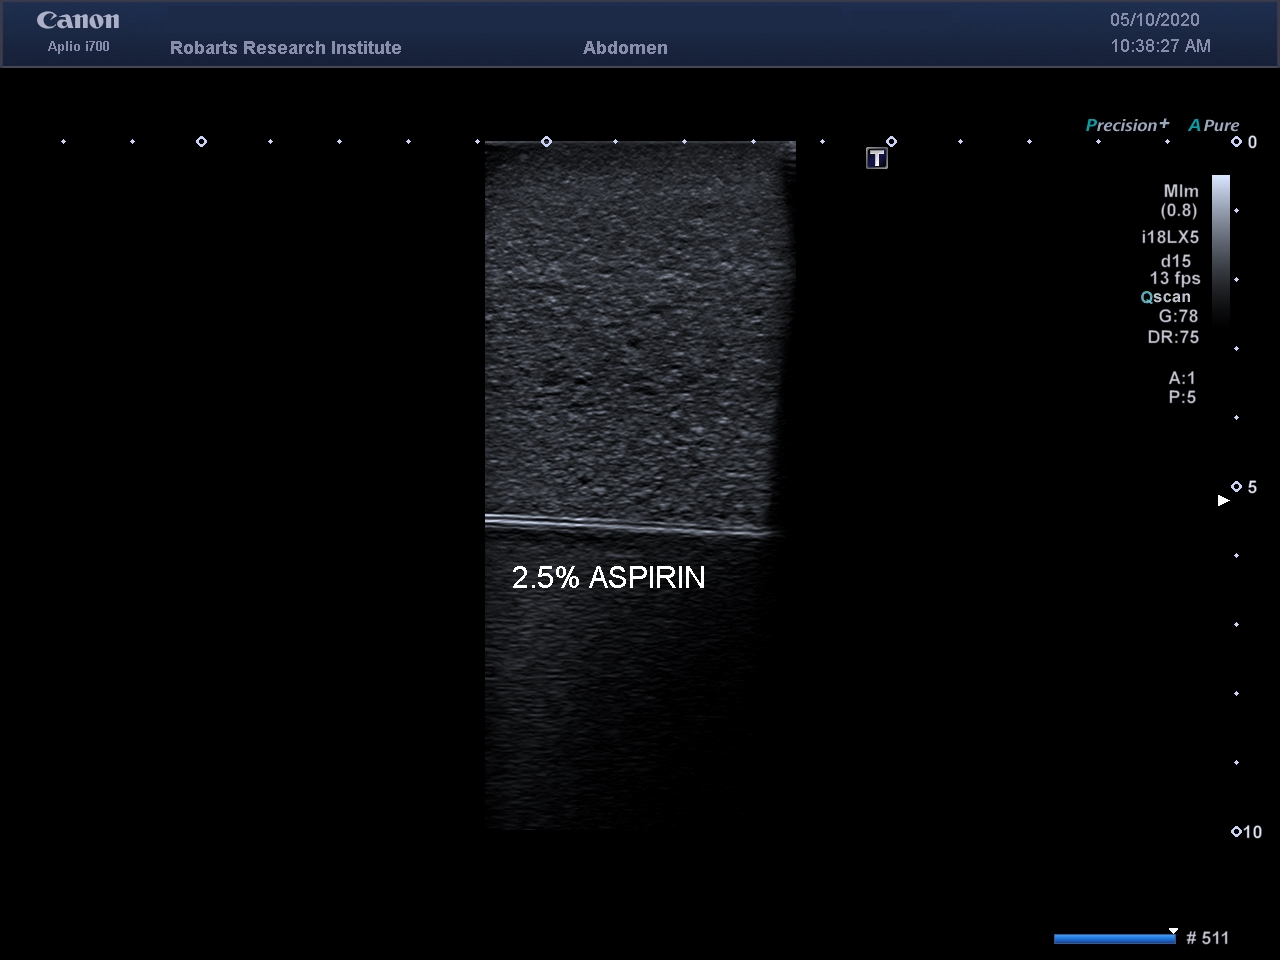 Canon
Aplio i700
Robarts Research Institute
Abdomen
05/10/2020
10:38:27 AM
Precision+ A Pure
T
0
MIm
(0.8)
i18LX5
d15
13 fps
Qscan
G:78
DR:75
A:1
P:5
5
2.5% ASPIRIN
10
# 511